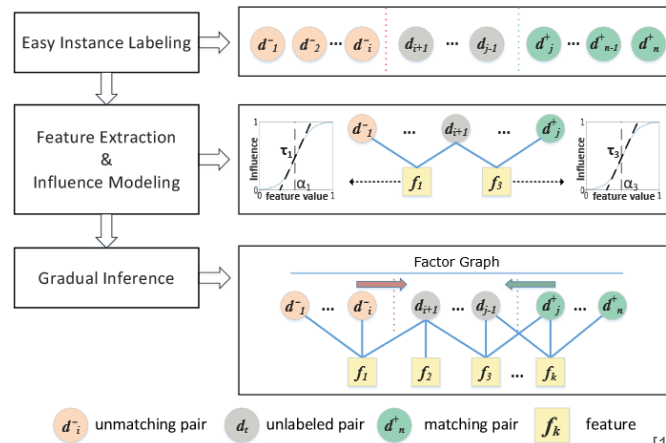 Easy Instance Labeling
d⁻₁ d⁻₂ ... d⁻ᵢ dᵢ₊₁ ... dⱼ₋₁ d⁺ⱼ ... d⁺ₙ₋₁ d⁺ₙ
Feature Extraction
&
Influence Modeling
1
Influence
0
τ₁
α₁
feature value 1
d⁻₁ ... dᵢ₊₁ ... d⁺ⱼ
f₁ f₃
1
Influence
0
τ₃
α₃
feature value 1
Gradual Inference
Factor Graph
d⁻₁ ... d⁻ᵢ dᵢ₊₁ ... dⱼ₋₁ d⁺ⱼ ... d⁺ₙ
f₁ f₂ f₃ ... fₖ
d⁻ᵢ unmatching pair dₜ unlabeled pair d⁺ₙ matching pair fₖ feature
[1